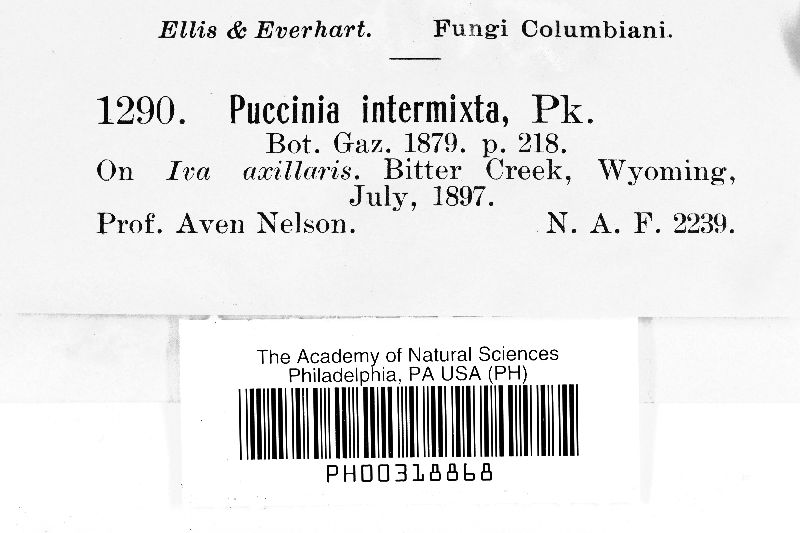 Ellis & Everhart. Fungi Columbiani.
1290. Puccinia intermixta, Pk.
Bot. Gaz. 1879. p. 218.
On Iva axillaris. Bitter Creek, Wyoming,
July, 1897.
Prof. Aven Nelson. N. A. F. 2239.
The Academy of Natural Sciences
Philadelphia, PA USA (PH)
PH00318868